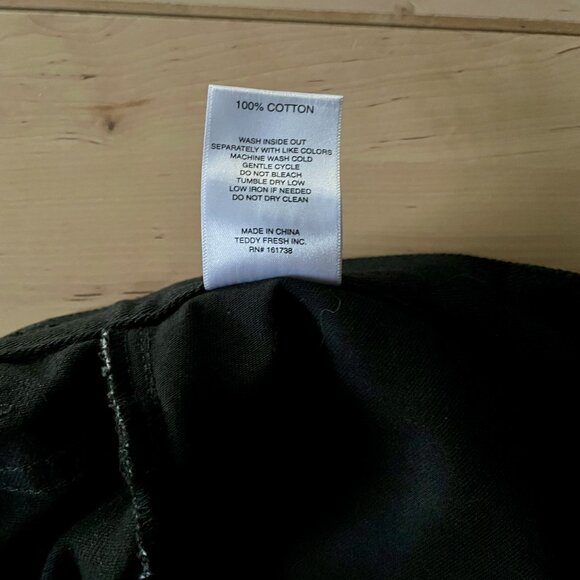 100% COTTON
WASH INSIDE OUT
SEPARATELY WITH LIKE COLORS
MACHINE WASH COLD
GENTLE CYCLE
DO NOT BLEACH
TUMBLE DRY LOW
LOW IRON IF NEEDED
DO NOT DRY CLEAN
MADE IN CHINA
TEDDY FRESH INC.
RN# 161738